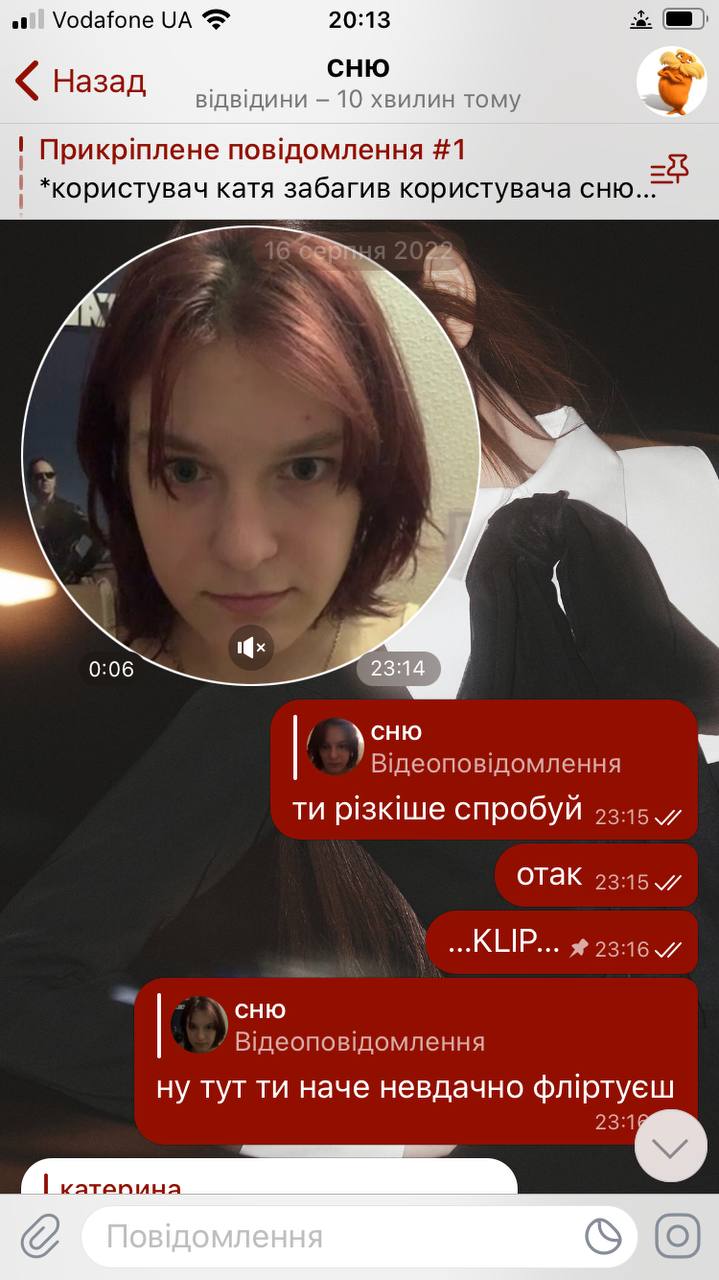 Vodafone UA
20:13
Назад
сню
відвідини – 10 хвилин тому
Прикріплене повідомлення #1
*користувач катя забагив користувача сню...
16 серпня 2022
0:06
23:14
сню
Відеоповідомлення
ти різкіше спробуй 23:15
отак 23:15
...KLIP... 23:16
сню
Відеоповідомлення
ну тут ти наче невдачно фліртуєш
23:16
катерина
Повідомлення